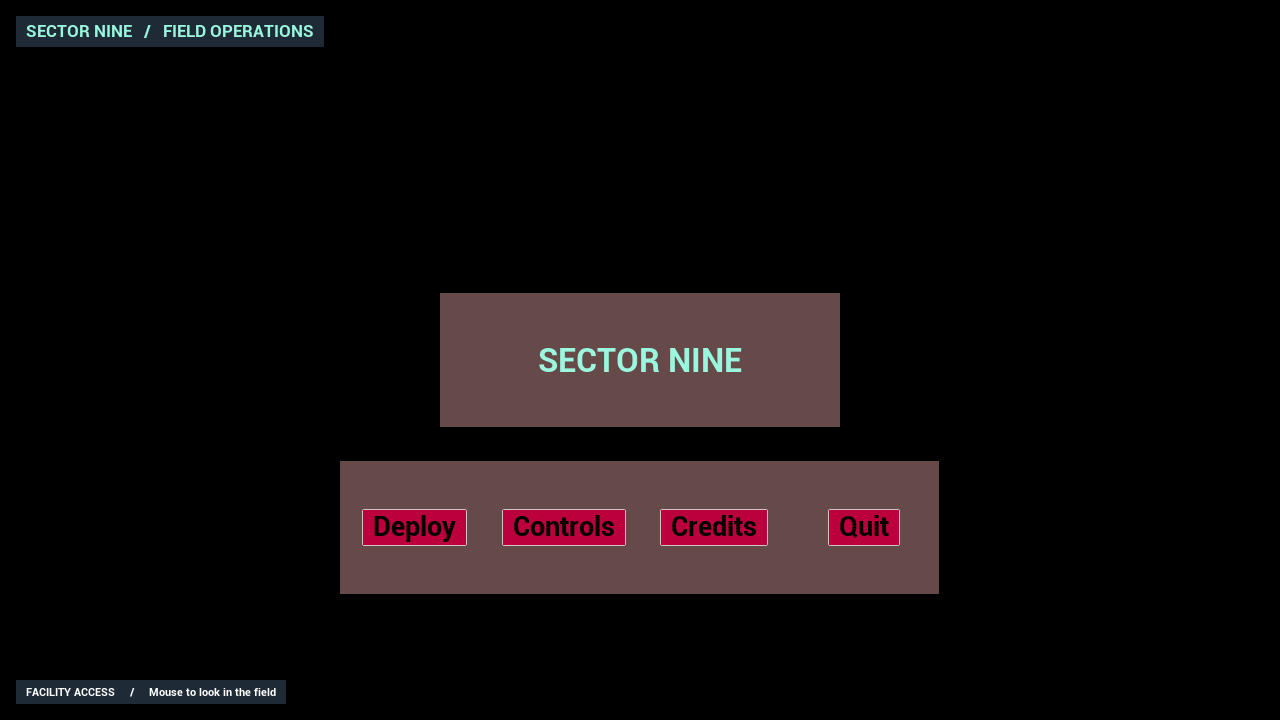 SECTOR NINE / FIELD OPERATIONS
SECTOR NINE
Deploy Controls Credits Quit
FACILITY ACCESS / Mouse to look in the field